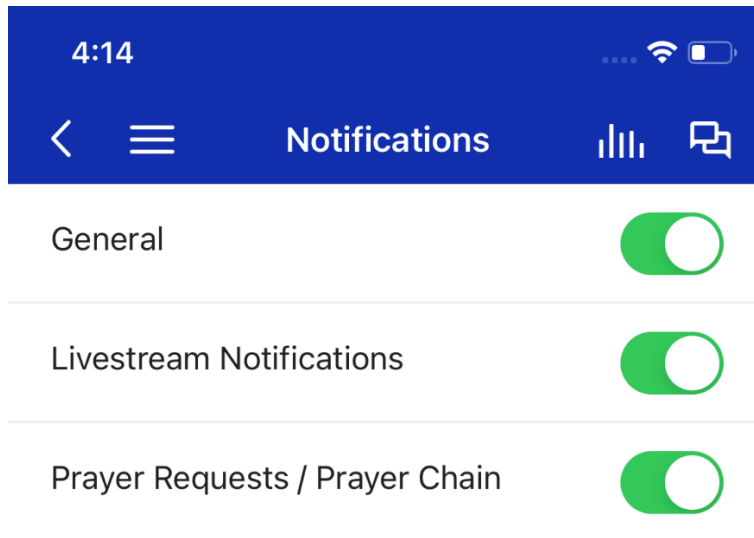 4:14
Notifications
General
Livestream Notifications
Prayer Requests / Prayer Chain